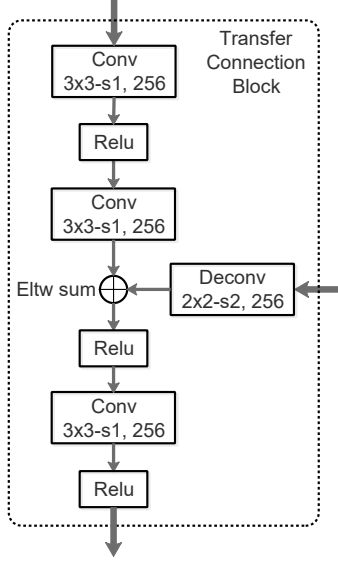 Transfer
Connection
Block
Conv
3x3-s1, 256
Relu
Conv
3x3-s1, 256
Eltw sum
Deconv
2x2-s2, 256
Relu
Conv
3x3-s1, 256
Relu